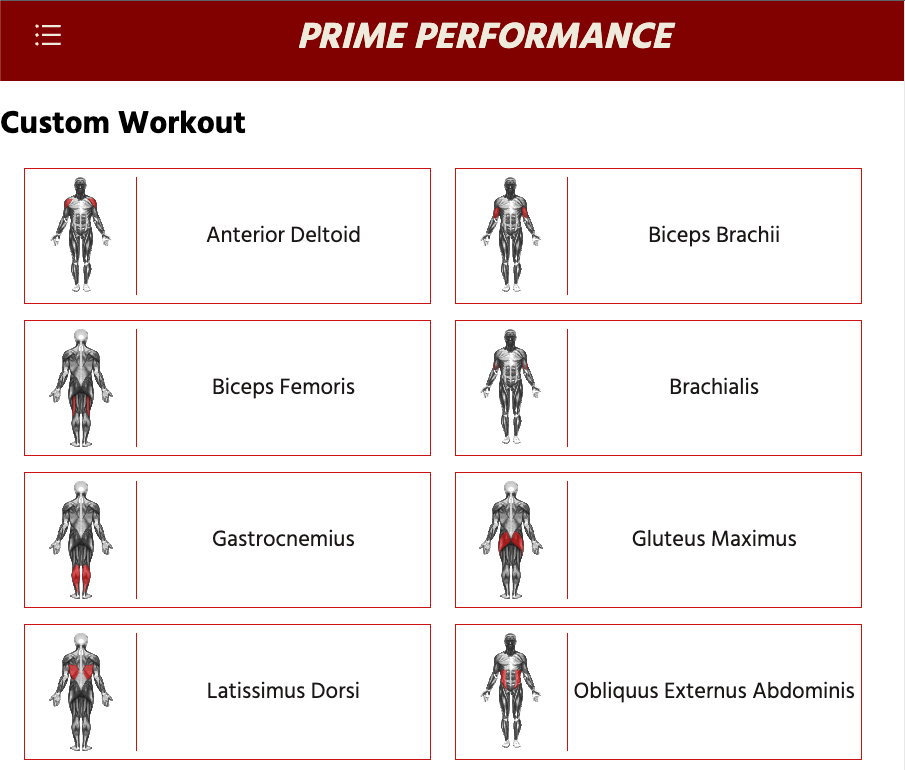 PRIME PERFORMANCE
Custom Workout
Anterior Deltoid
Biceps Brachii
Biceps Femoris
Brachialis
Gastrocnemius
Gluteus Maximus
Latissimus Dorsi
Obliquus Externus Abdominis